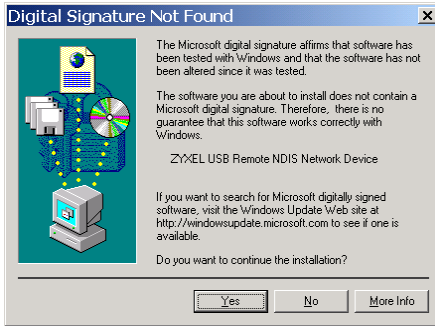 Digital Signature Not Found
The Microsoft digital signature affirms that software has
been tested with Windows and that the software has not
been altered since it was tested.
The software you are about to install does not contain a
Microsoft digital signature. Therefore, there is no
guarantee that this software works correctly with
Windows.
ZYXEL USB Remote NDIS Network Device
If you want to search for Microsoft digitally signed
software, visit the Windows Update Web site at
http://windowsupdate.microsoft.com to see if one is
available.
Do you want to continue the installation?
Yes No More Info